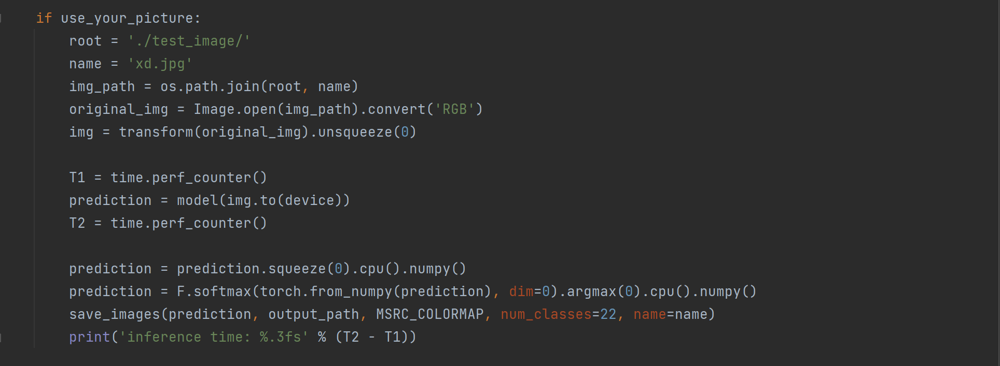 if use_your_picture:
    root = './test_image/'
    name = 'xd.jpg'
    img_path = os.path.join(root, name)
    original_img = Image.open(img_path).convert('RGB')
    img = transform(original_img).unsqueeze(0)

    T1 = time.perf_counter()
    prediction = model(img.to(device))
    T2 = time.perf_counter()

    prediction = prediction.squeeze(0).cpu().numpy()
    prediction = F.softmax(torch.from_numpy(prediction), dim=0).argmax(0).cpu().numpy()
    save_images(prediction, output_path, MSRC_COLORMAP, num_classes=22, name=name)
    print('inference time: %.3fs' % (T2 - T1))